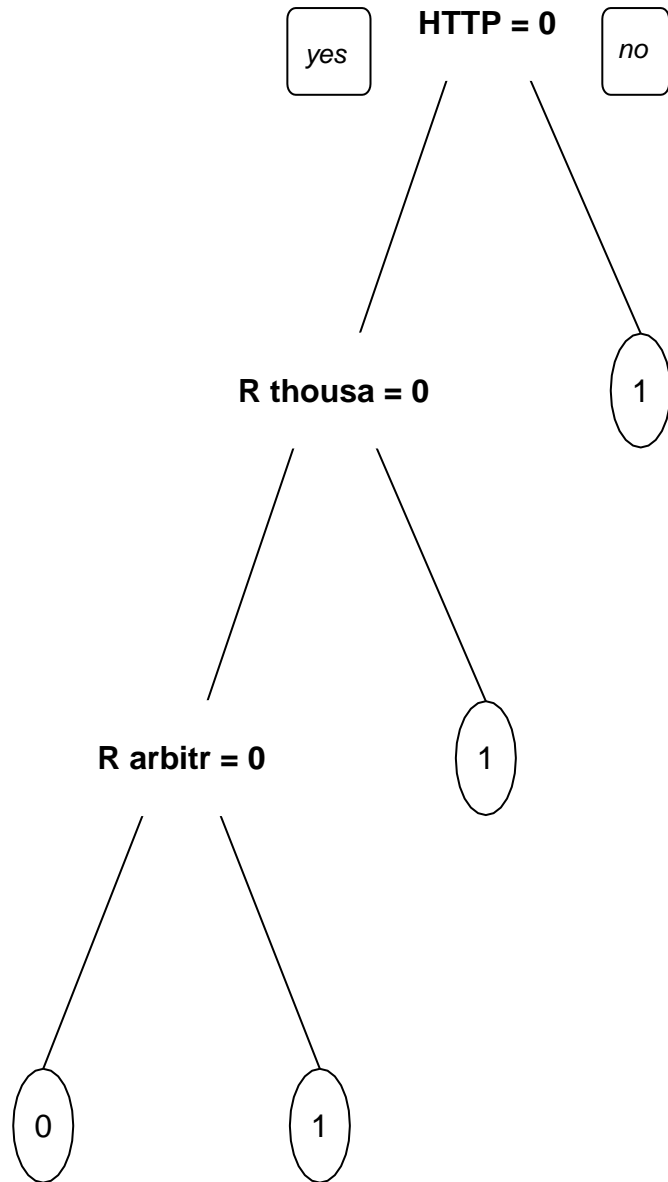 yes
HTTP = 0
no
R thousa = 0
1
R arbitr = 0
1
0
1